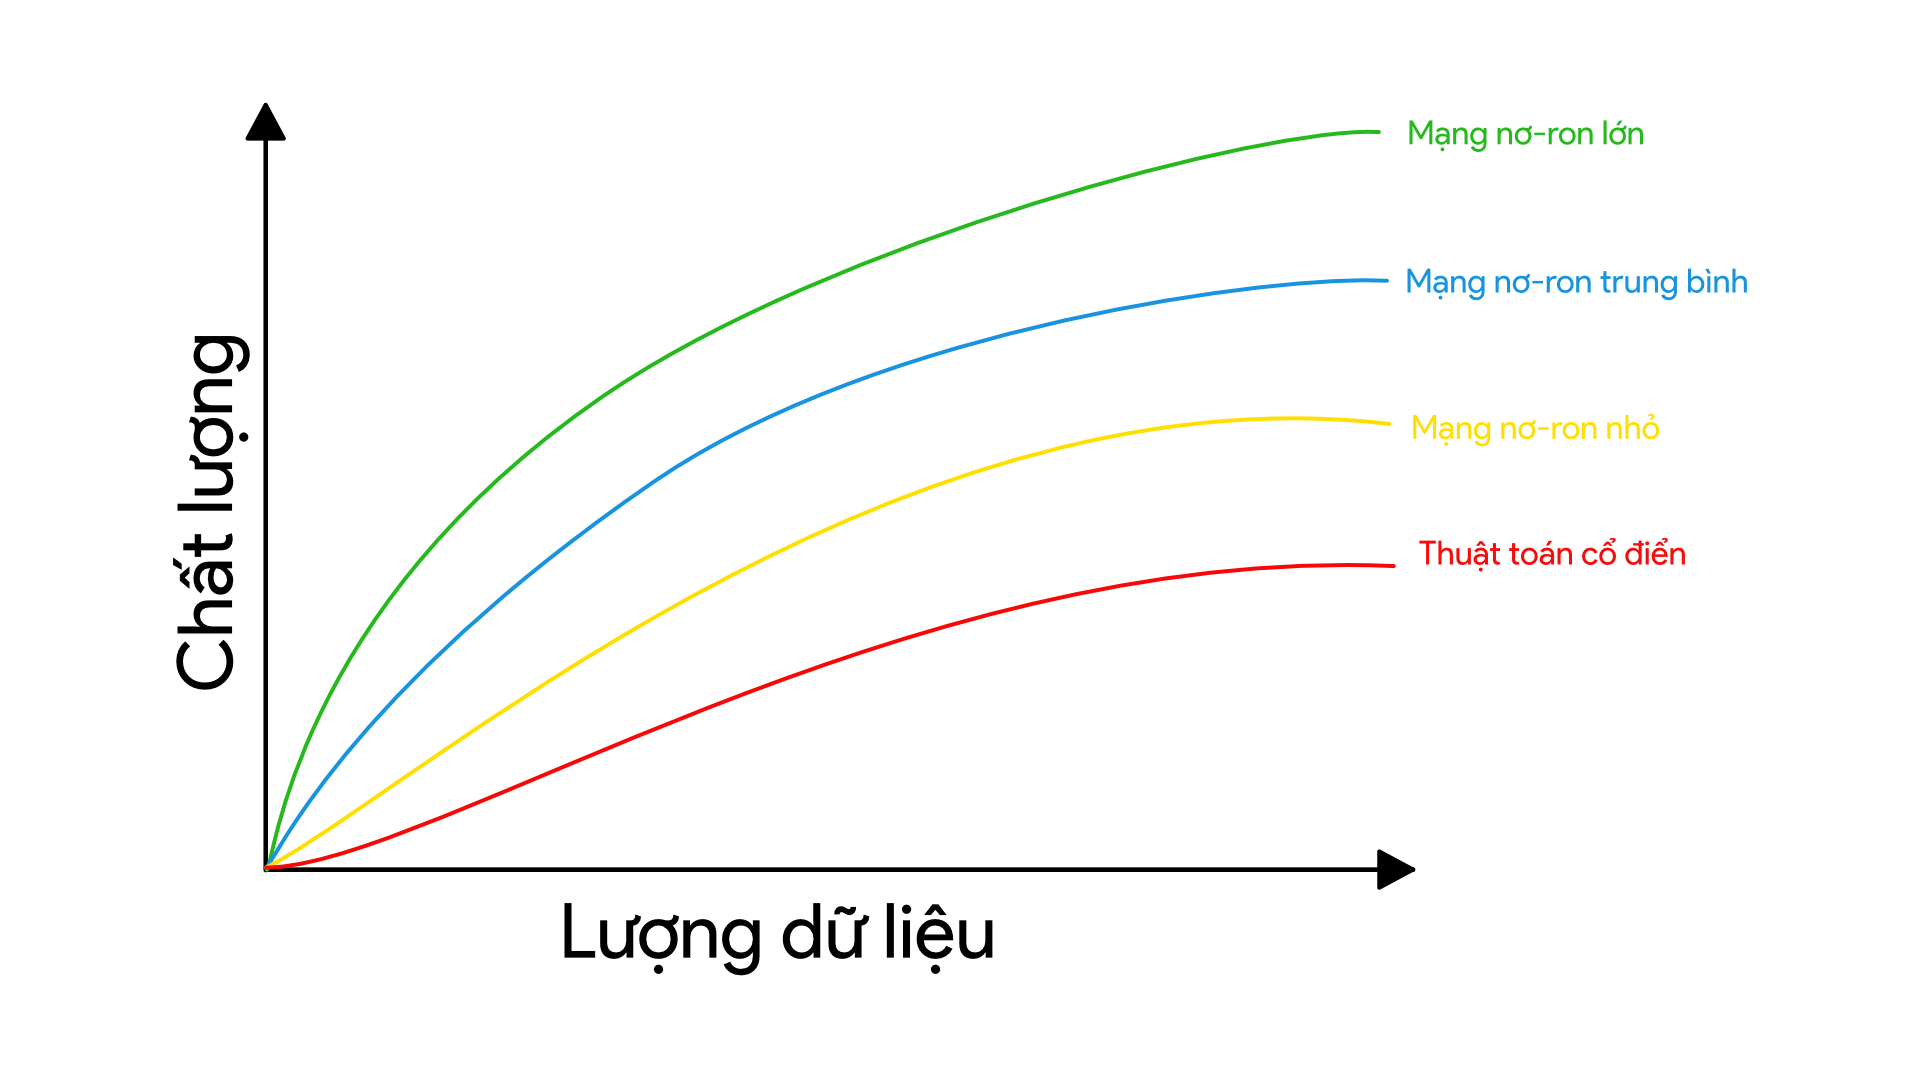 Mạng nơ-ron lớn
Mạng nơ-ron trung bình
Mạng nơ-ron nhỏ
Thuật toán cổ điển
Chất lượng
Lượng dữ liệu